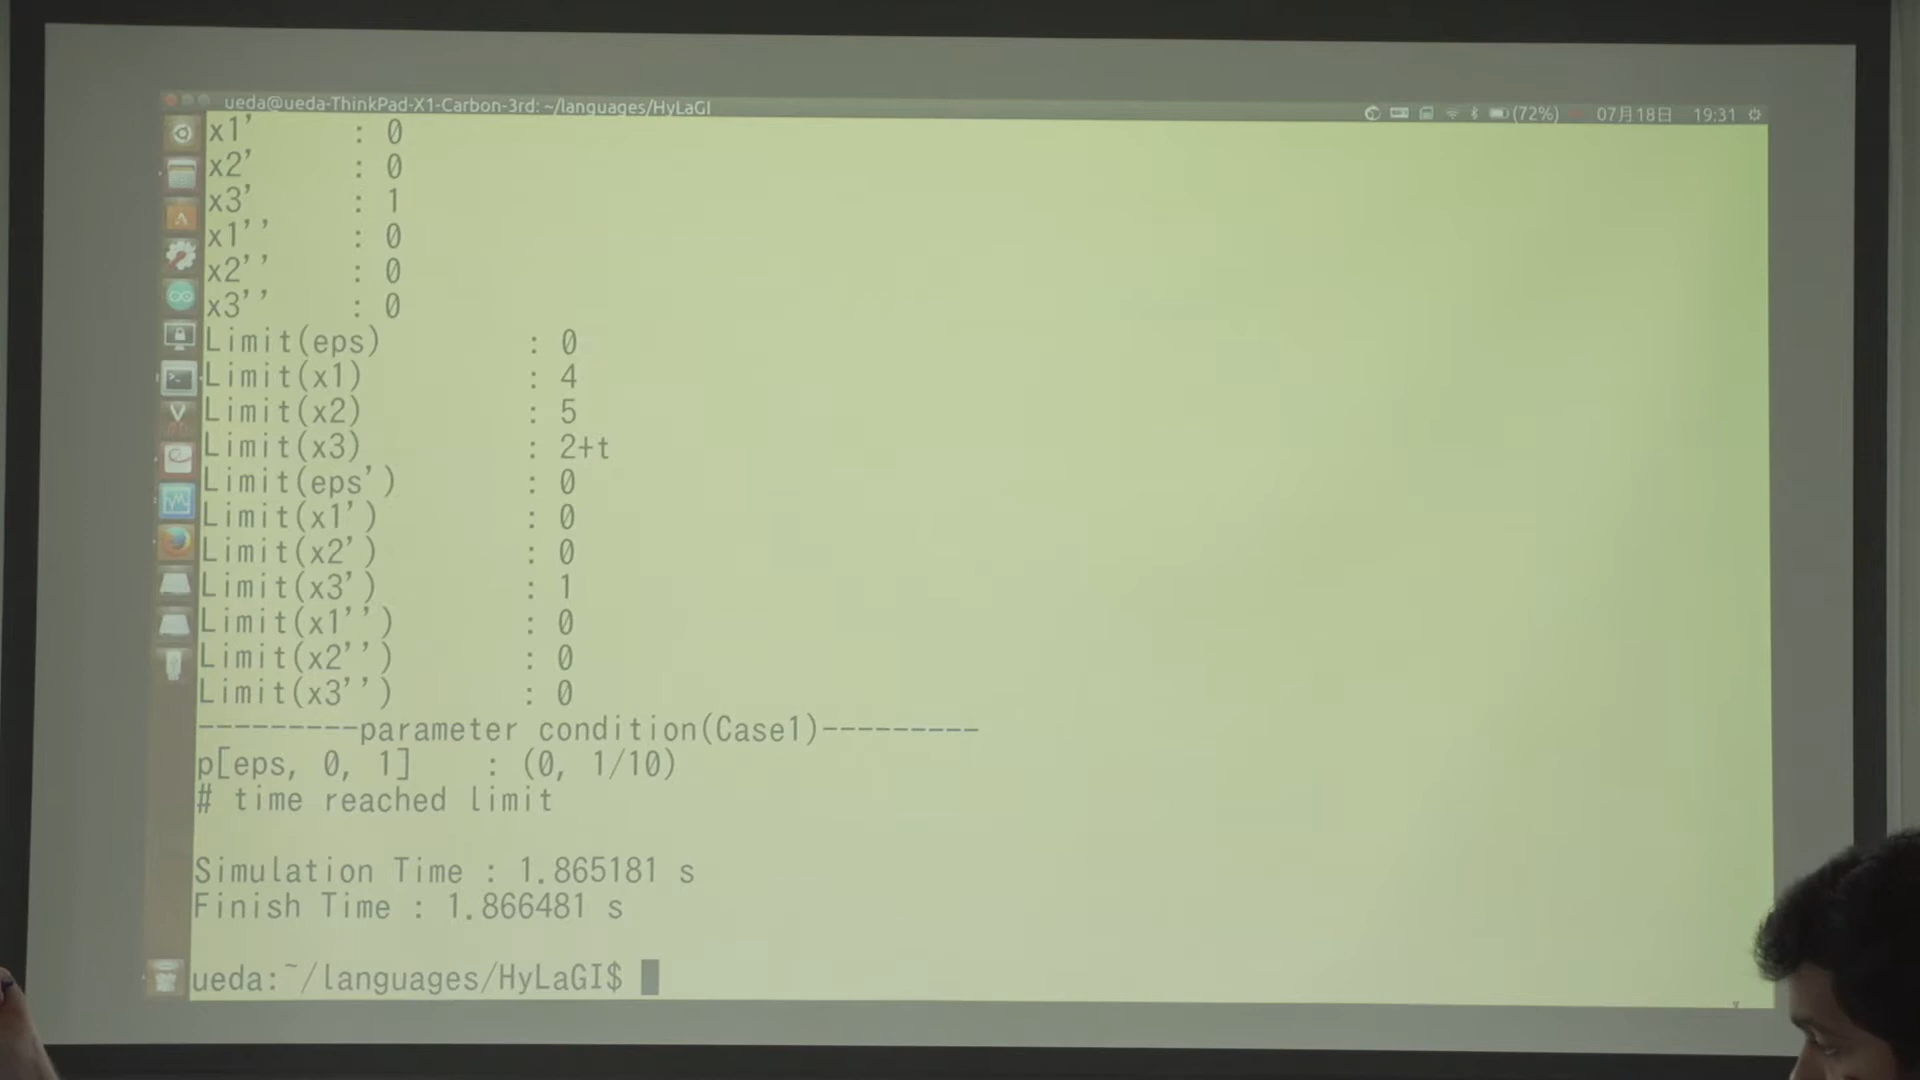 ueda@ueda-ThinkPad-X1-Carbon-3rd: ~/languages/HyLaGI
(72%) 07月18日 19:31
x1' : 0
x2' : 0
x3' : 1
x1'' : 0
x2'' : 0
x3'' : 0
Limit(eps) : 0
Limit(x1) : 4
Limit(x2) : 5
Limit(x3) : 2+t
Limit(eps') : 0
Limit(x1') : 0
Limit(x2') : 0
Limit(x3') : 1
Limit(x1'') : 0
Limit(x2'') : 0
Limit(x3'') : 0
---------parameter condition(Case1)---------
p[eps, 0, 1] : (0, 1/10)
# time reached limit
Simulation Time : 1.865181 s
Finish Time : 1.866481 s
ueda:~/languages/HyLaGI$